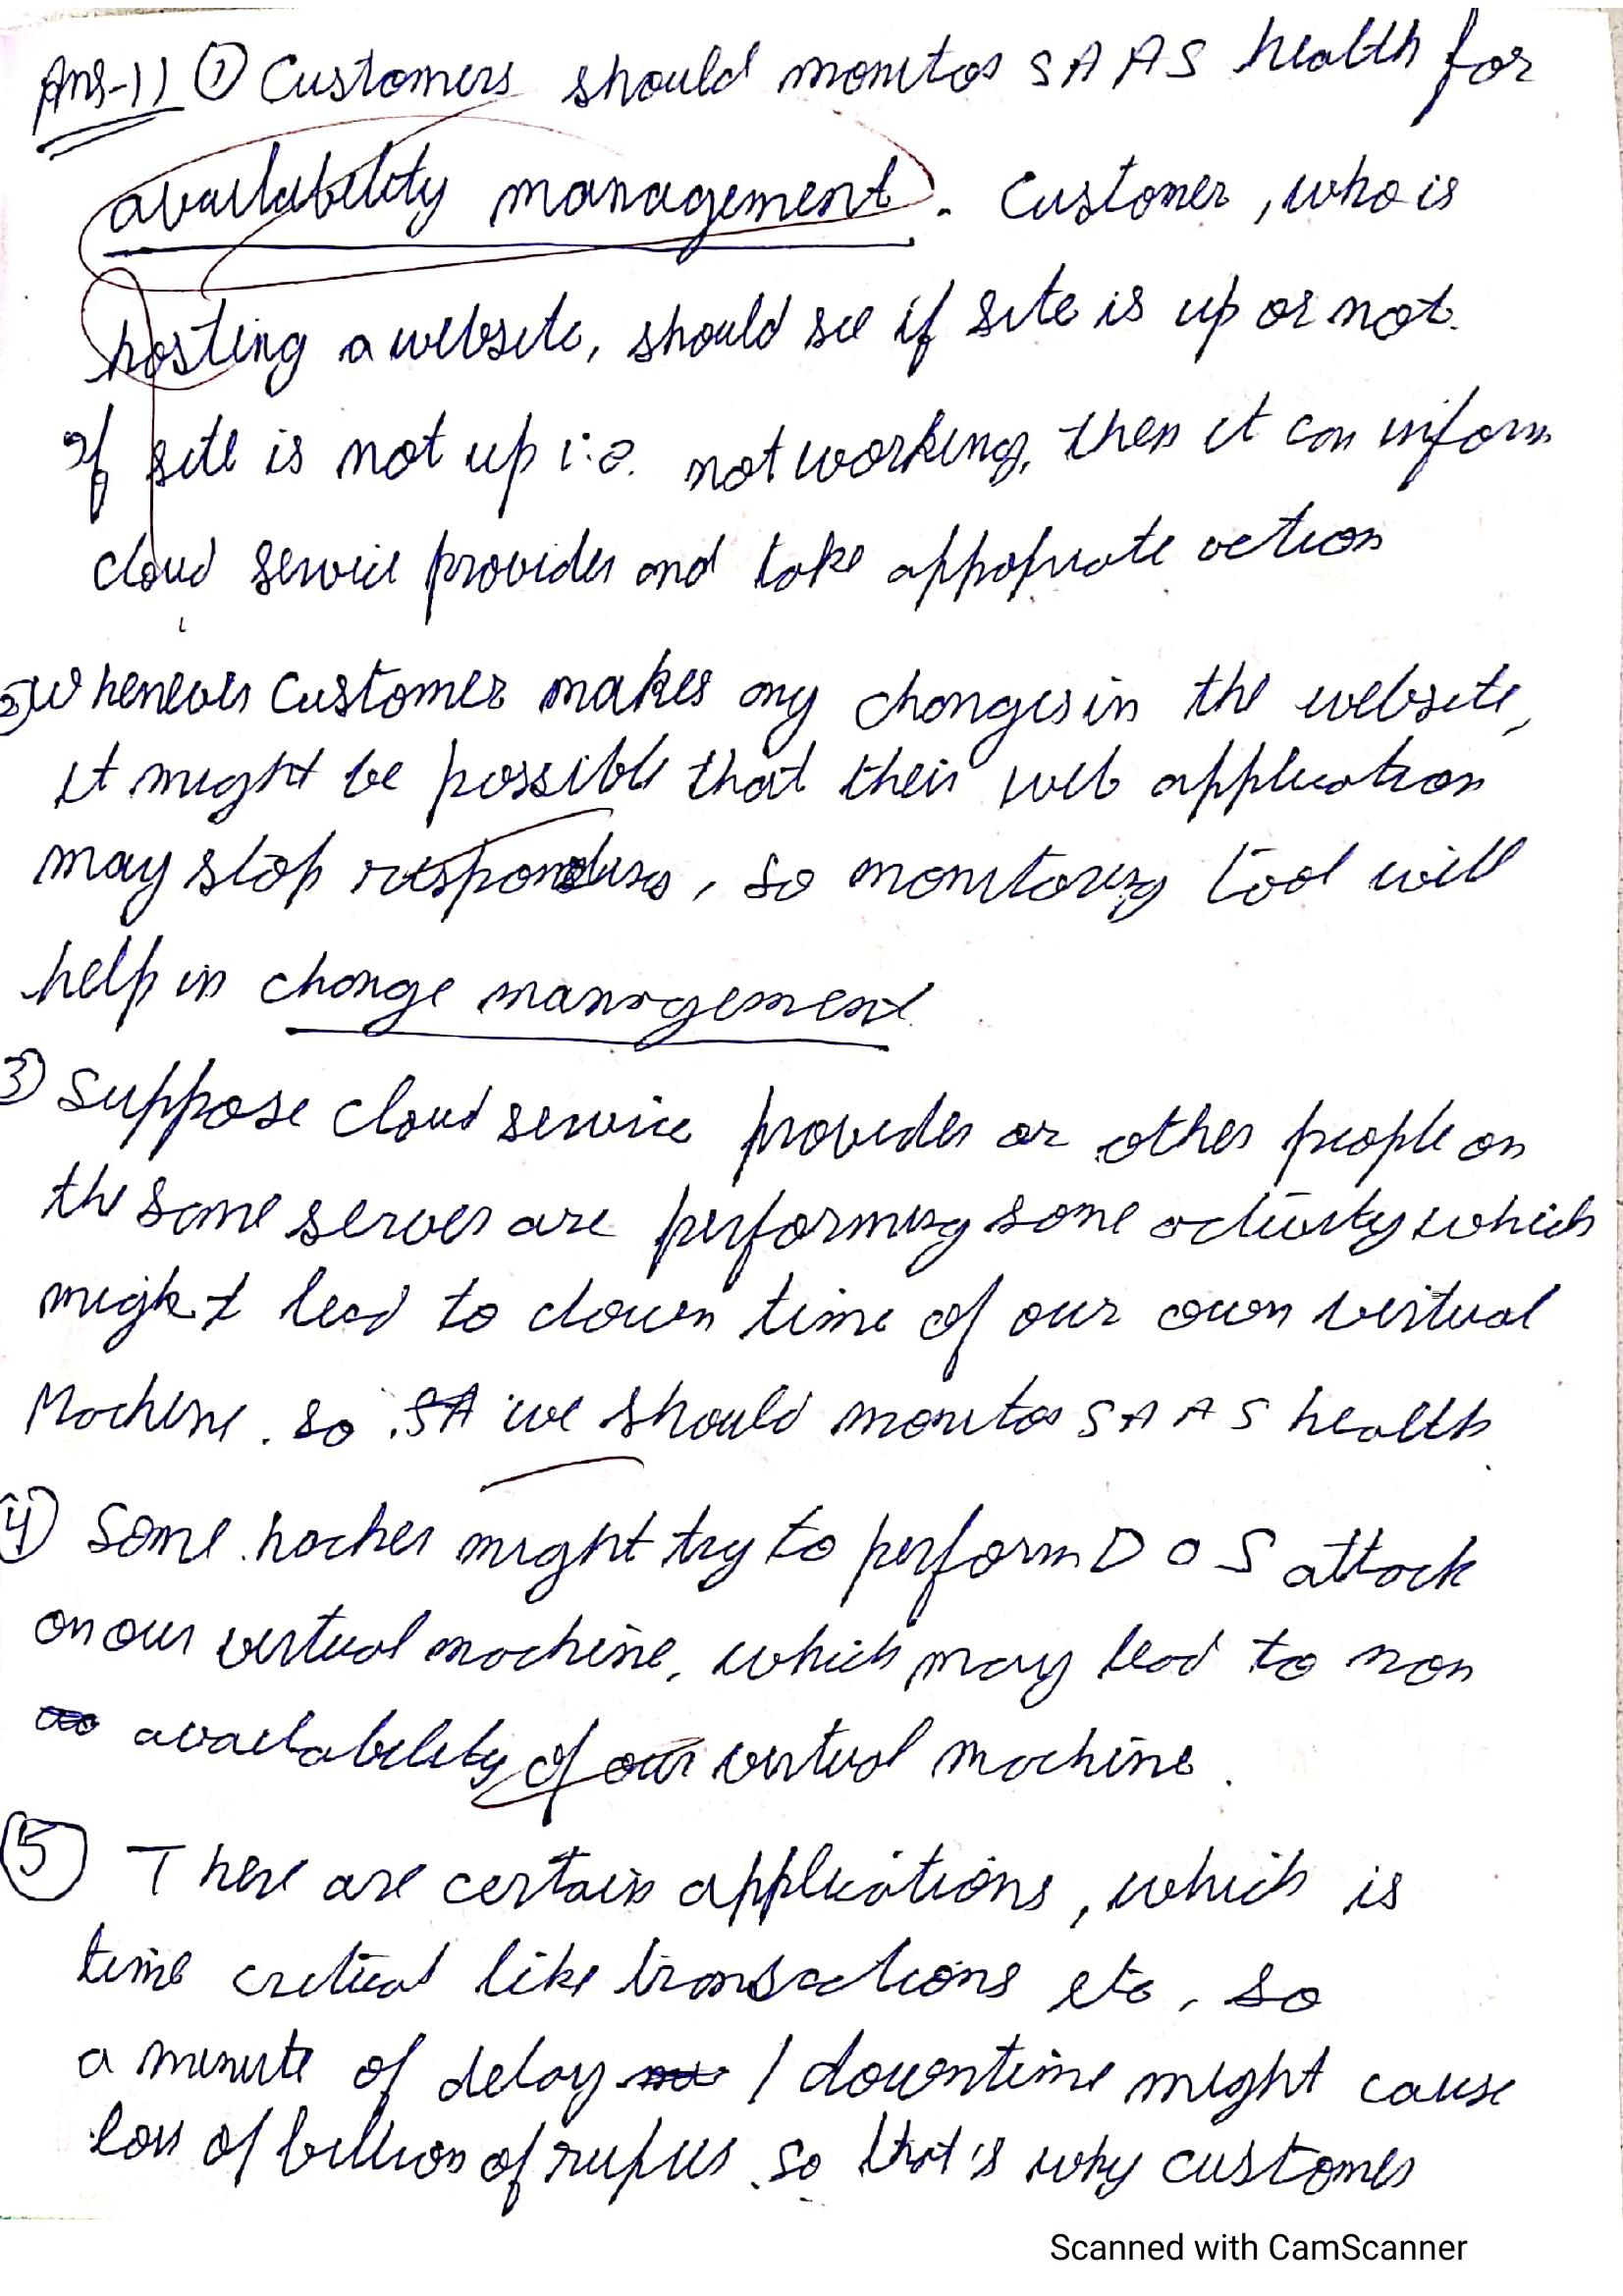 Ans-11 ① Customers should monitor SAAS health for
availability management. Customer, who is
hosting a website, should see if site is up or not.
If site is not up i.e. not working, then it can inform
cloud service provider and take appopriate action
2) Whenever customer makes any changes in the website,
it might be possible that their web application
may stop responding, so monitoring tool will
help in change management
3) Suppose cloud service provider or other people on
the same server are performing some activity which
might lead to down time of our own virtual
Machine. so we should monitor SAAS health.
4) Some hacker might try to perform DOS attack
on our virtual machine, which may lead to non
availability of our virtual machine.
⑤ There are certain applications, which is
time critical like transactions etc, so
a minute of delay / downtime might cause
loss of billion of rupees. so that's why customer
Scanned with CamScanner